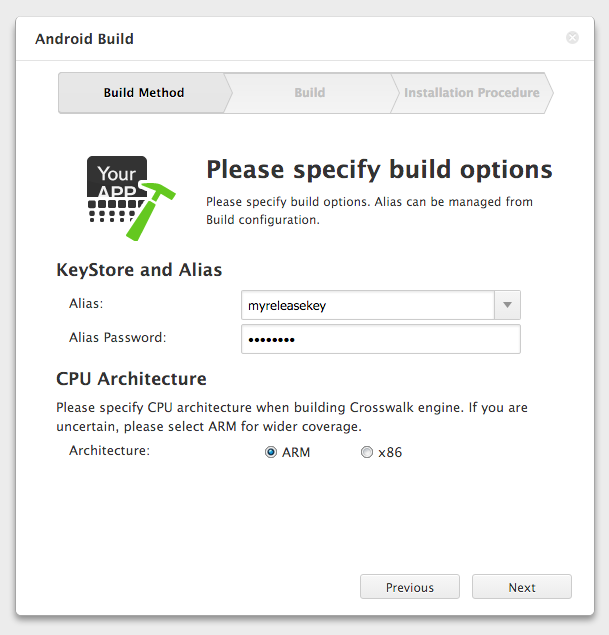 Android Build
Build Method
Build
Installation Procedure
Your
APP
Please specify build options
Please specify build options. Alias can be managed from
Build configuration.
KeyStore and Alias
Alias:
myreleasekey
Alias Password:
••••••••
CPU Architecture
Please specify CPU architecture when building Crosswalk engine. If you are
uncertain, please select ARM for wider coverage.
Architecture:
ARM
x86
Previous
Next